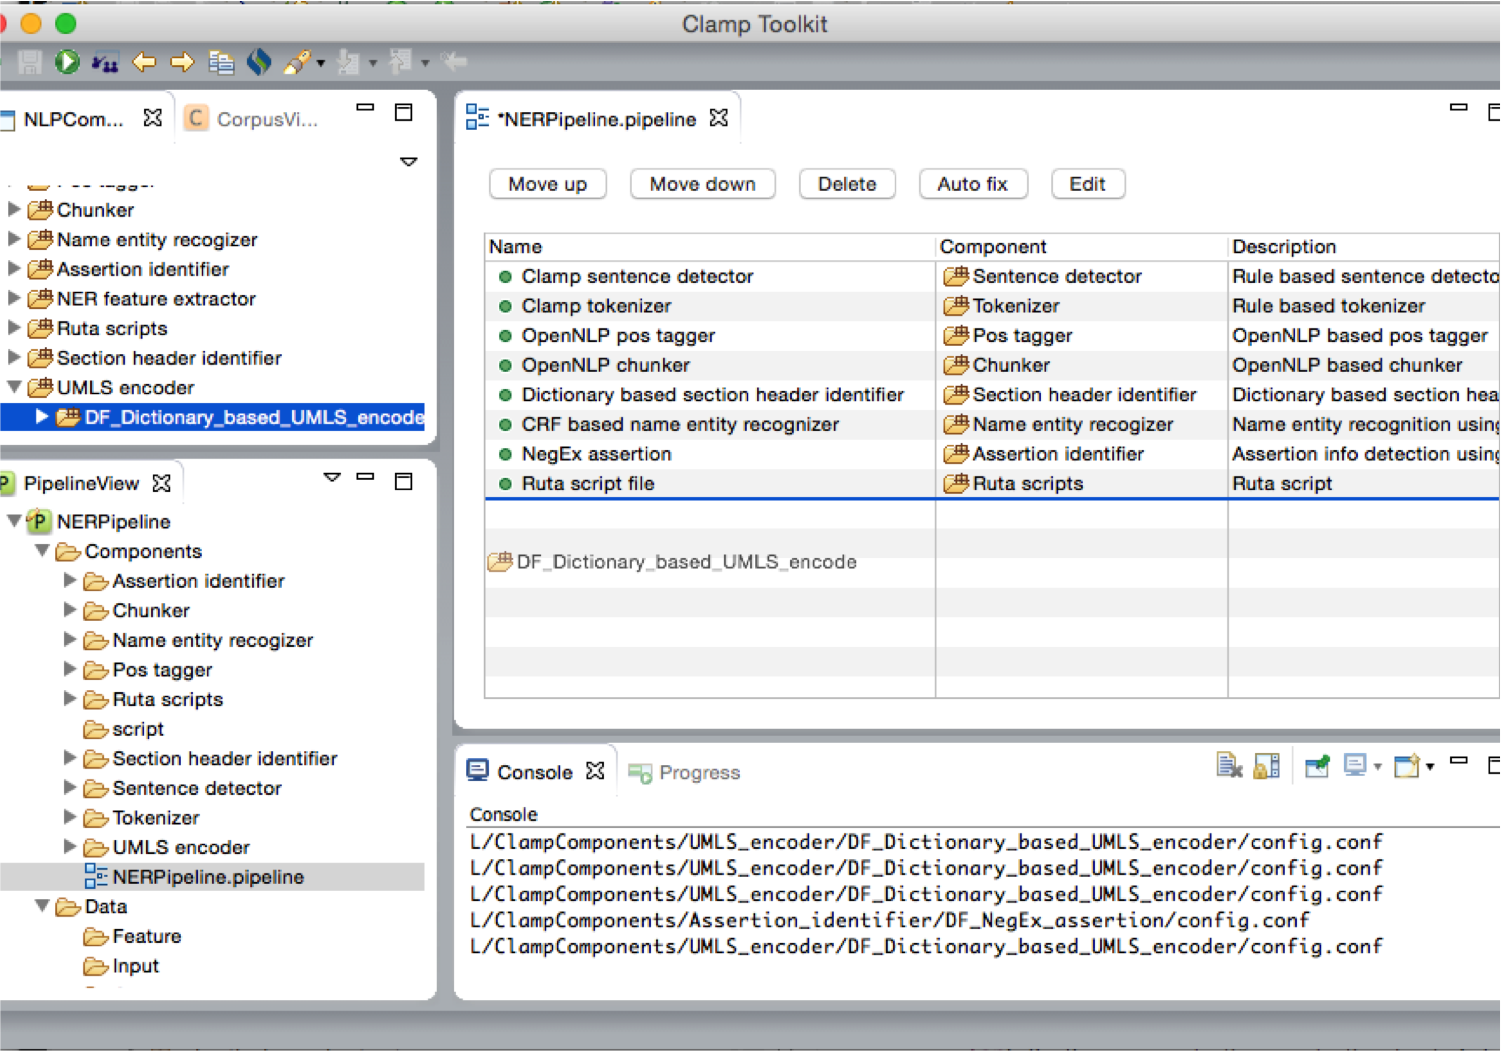 Clamp Toolkit
NLPCom...
C CorpusVi...
Chunker
Name entity recogizer
Assertion identifier
NER feature extractor
Ruta scripts
Section header identifier
UMLS encoder
DF_Dictionary_based_UMLS_encode
PipelineView
P NERPipeline
Components
Assertion identifier
Chunker
Name entity recogizer
Pos tagger
Ruta scripts
script
Section header identifier
Sentence detector
Tokenizer
UMLS encoder
NERPipeline.pipeline
Data
Feature
Input
*NERPipeline.pipeline
Move up Move down Delete Auto fix Edit
Name Component Description
Clamp sentence detector Sentence detector Rule based sentence detecto
Clamp tokenizer Tokenizer Rule based tokenizer
OpenNLP pos tagger Pos tagger OpenNLP based pos tagger
OpenNLP chunker Chunker OpenNLP based chunker
Dictionary based section header identifier Section header identifier Dictionary based section hea
CRF based name entity recognizer Name entity recogizer Name entity recognition using
NegEx assertion Assertion identifier Assertion info detection using
Ruta script file Ruta scripts Ruta script
DF_Dictionary_based_UMLS_encode
Console Progress
Console
L/ClampComponents/UMLS_encoder/DF_Dictionary_based_UMLS_encoder/config.conf
L/ClampComponents/UMLS_encoder/DF_Dictionary_based_UMLS_encoder/config.conf
L/ClampComponents/UMLS_encoder/DF_Dictionary_based_UMLS_encoder/config.conf
L/ClampComponents/Assertion_identifier/DF_NegEx_assertion/config.conf
L/ClampComponents/UMLS_encoder/DF_Dictionary_based_UMLS_encoder/config.conf